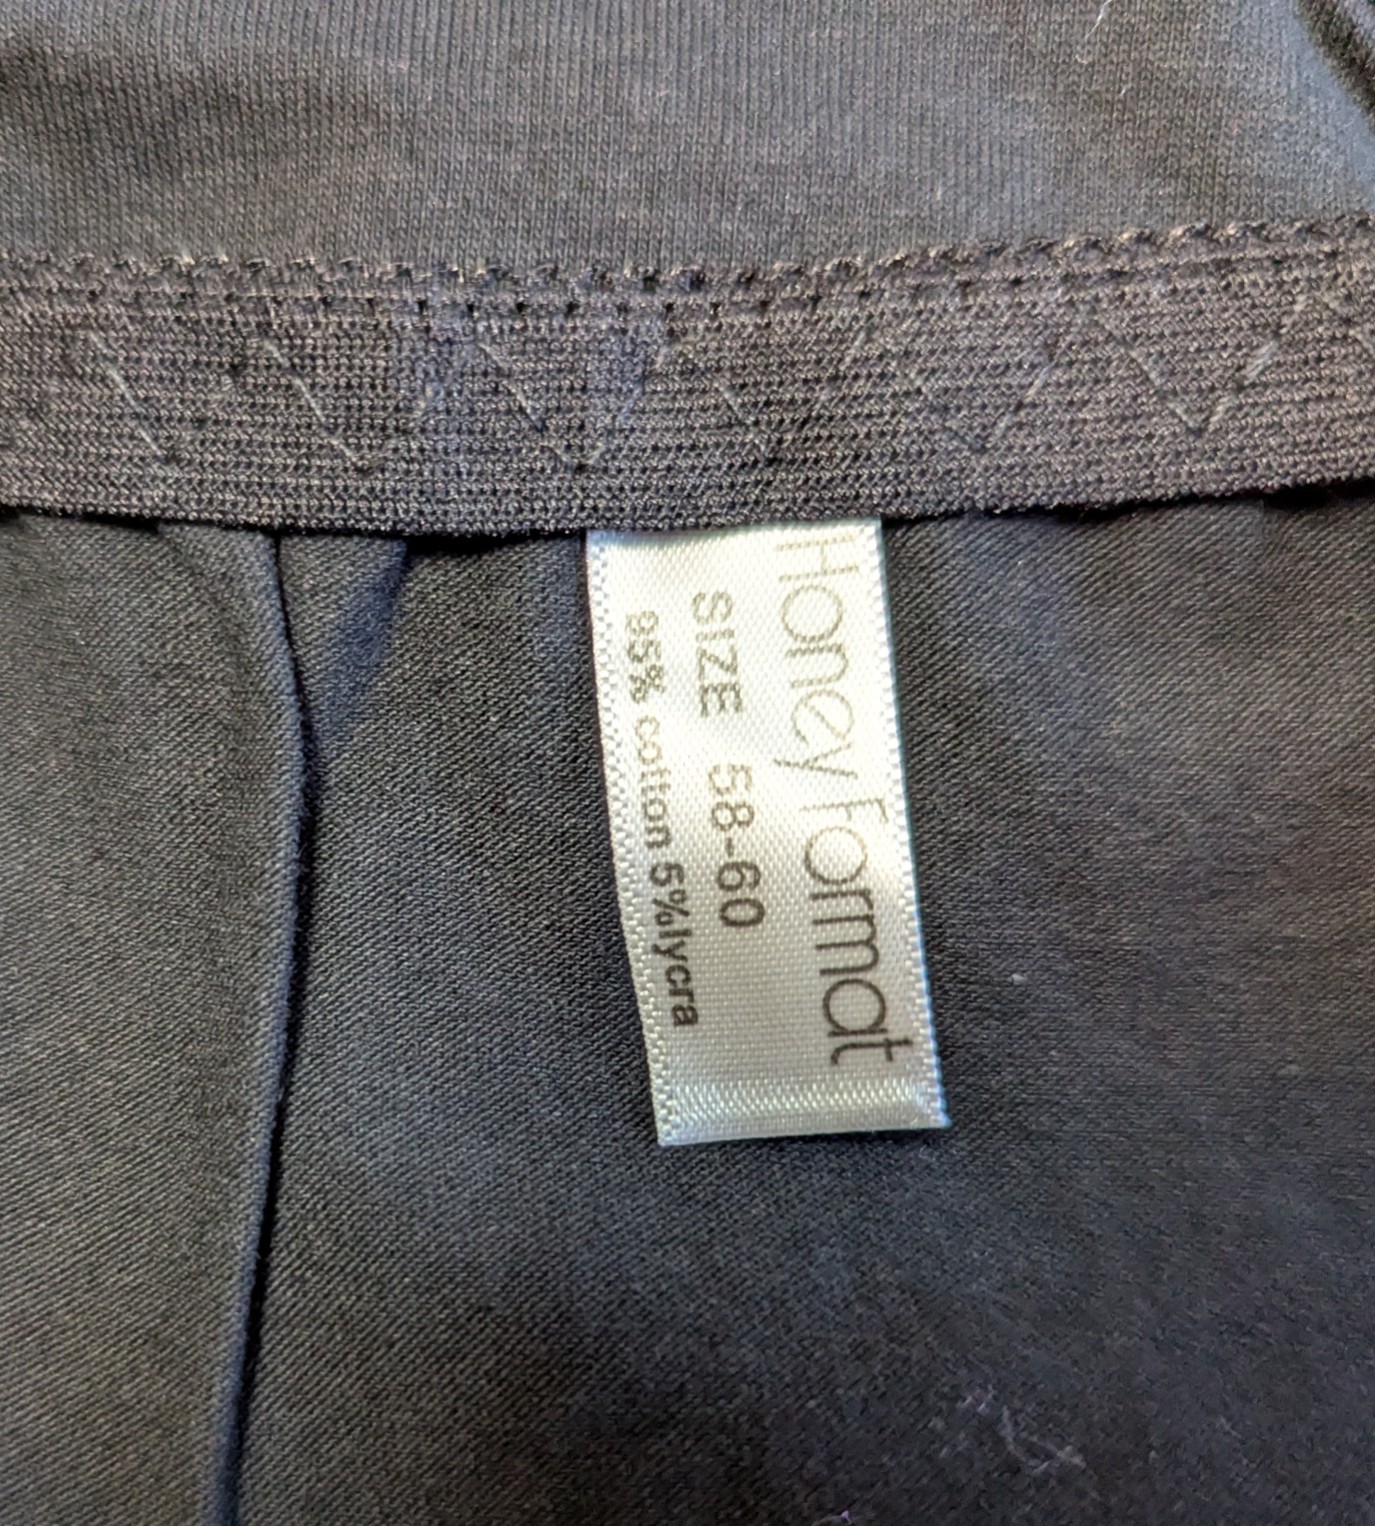 Honey Format
SIZE 58-60
95% cotton 5%lycra